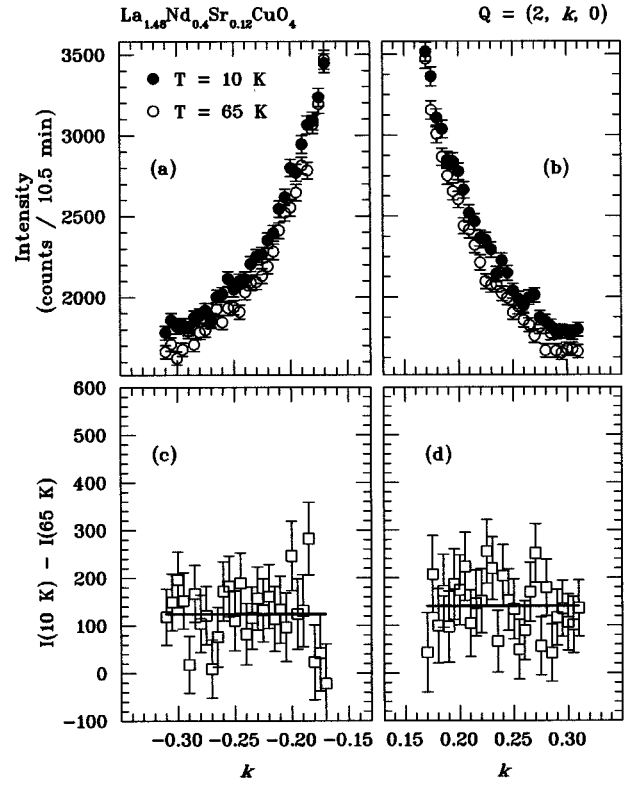 La₁.₄₈Nd₀.₄Sr₀.₁₂CuO₄ Q = (2, k, 0)
3500
3000
2500
2000
Intensity
(counts / 10.5 min)
● T = 10 K
○ T = 65 K
(a)
(b)
600
500
400
300
200
100
0
−100
I(10 K) − I(65 K)
(c)
(d)
−0.30 −0.25 −0.20 −0.15 0.15 0.20 0.25 0.30
k k